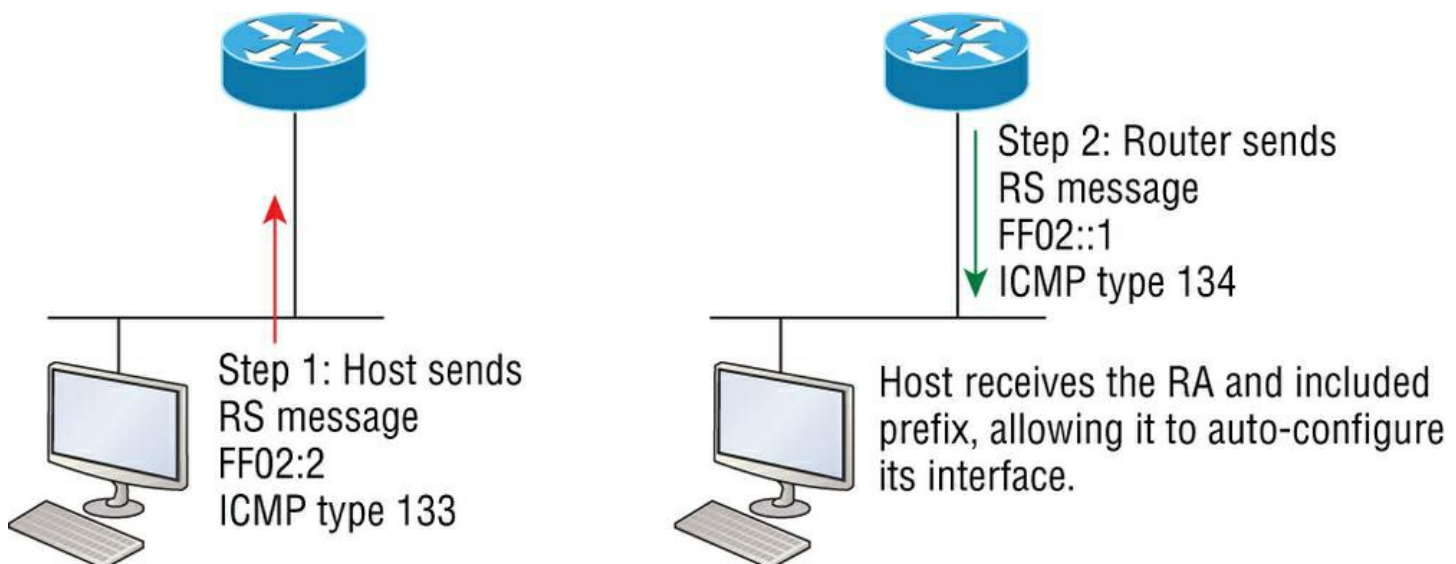 Step 1: Host sends
RS message
FF02:2
ICMP type 133
Step 2: Router sends
RS message
FF02::1
ICMP type 134
Host receives the RA and included
prefix, allowing it to auto-configure
its interface.